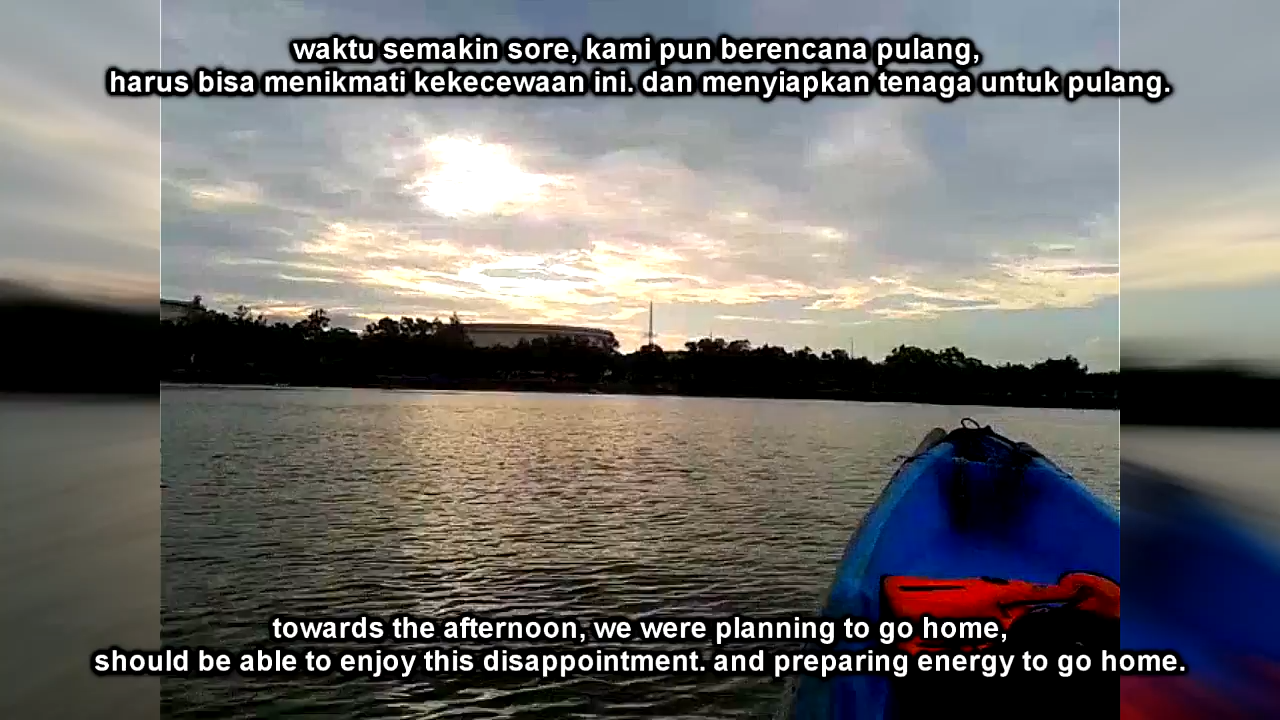 waktu semakin sore, kami pun berencana pulang,
harus bisa menikmati kekecewaan ini. dan menyiapkan tenaga untuk pulang.
towards the afternoon, we were planning to go home,
should be able to enjoy this disappointment. and preparing energy to go home.